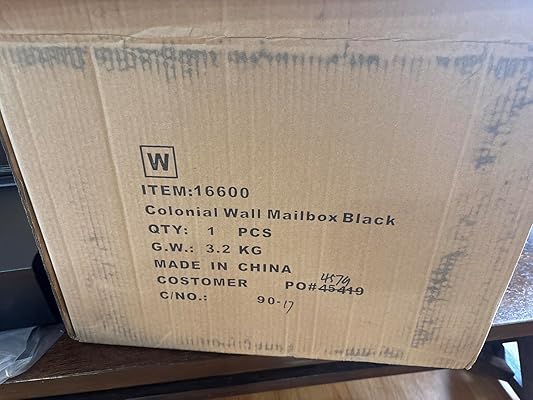 W
ITEM:16600
Colonial Wall Mailbox Black
QTY: 1 PCS
G.W.: 3.2 KG
MADE IN CHINA
4579
COSTOMER PO#45419
C/NO.: 90-17